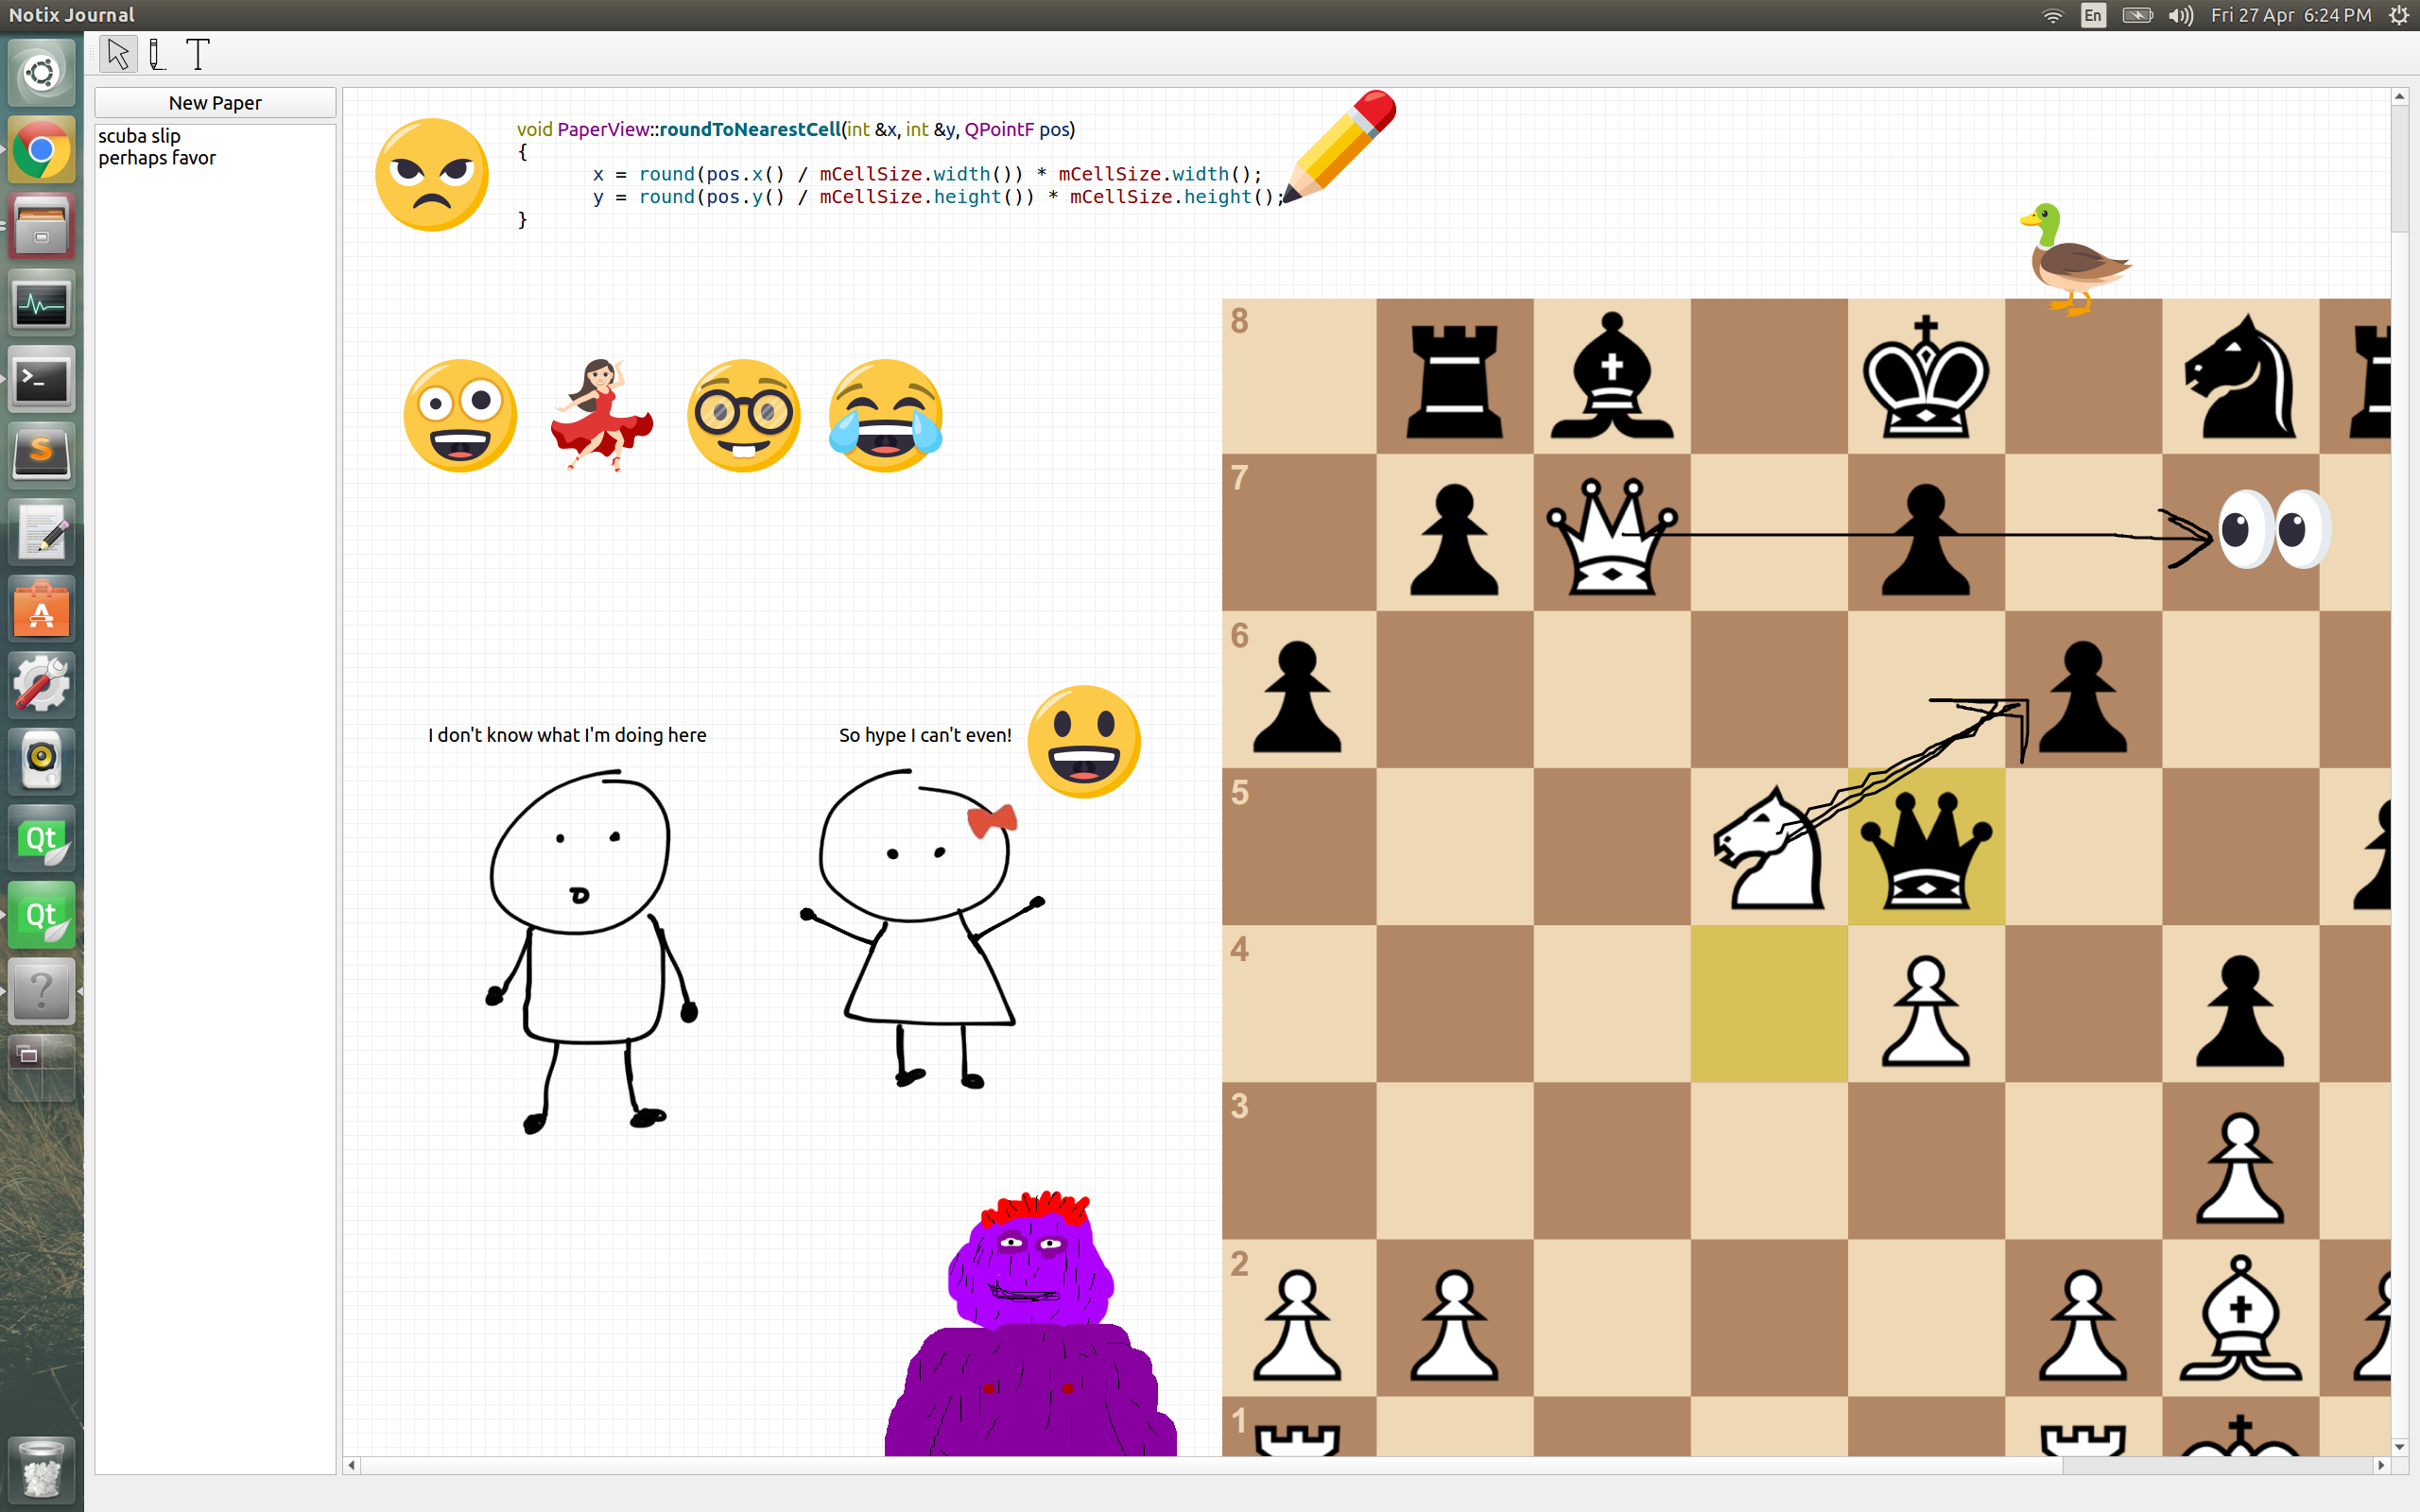 Notix Journal
En
Fri 27 Apr 6:24 PM
T
New Paper
scuba slip
perhaps favor
void PaperView::roundToNearestCell(int &x, int &y, QPointF pos)
{
x = round(pos.x() / mCellSize.width()) * mCellSize.width();
y = round(pos.y() / mCellSize.height()) * mCellSize.height();
}
I don't know what I'm doing here
So hype I can't even!
8
7
6
5
4
3
2
1
>_
S
A
Qt
Qt
?